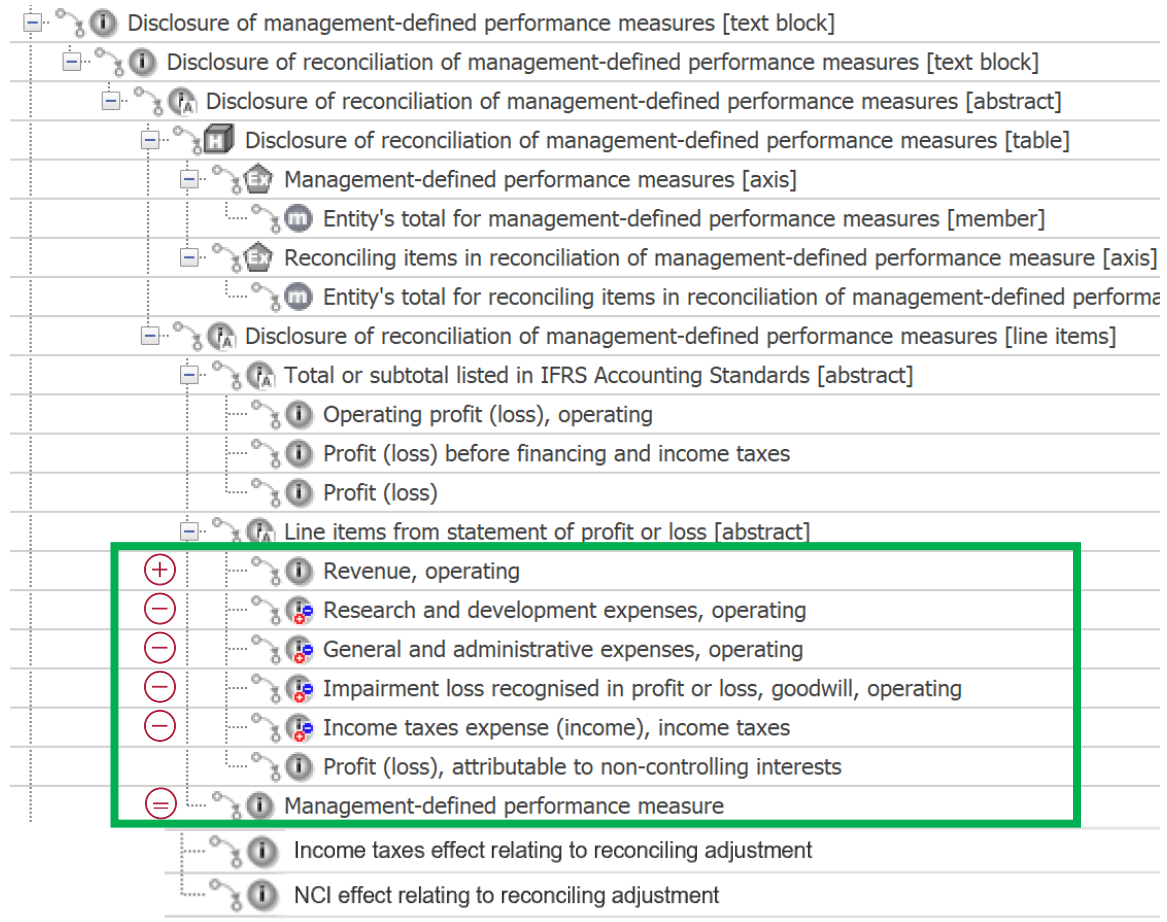 Disclosure of management-defined performance measures [text block]
Disclosure of reconciliation of management-defined performance measures [text block]
Disclosure of reconciliation of management-defined performance measures [abstract]
Disclosure of reconciliation of management-defined performance measures [table]
Management-defined performance measures [axis]
Entity's total for management-defined performance measures [member]
Reconciling items in reconciliation of management-defined performance measure [axis]
Entity's total for reconciling items in reconciliation of management-defined performa
Disclosure of reconciliation of management-defined performance measures [line items]
Total or subtotal listed in IFRS Accounting Standards [abstract]
Operating profit (loss), operating
Profit (loss) before financing and income taxes
Profit (loss)
Line items from statement of profit or loss [abstract]
+ Revenue, operating
− Research and development expenses, operating
− General and administrative expenses, operating
− Impairment loss recognised in profit or loss, goodwill, operating
− Income taxes expense (income), income taxes
Profit (loss), attributable to non-controlling interests
= Management-defined performance measure
Income taxes effect relating to reconciling adjustment
NCI effect relating to reconciling adjustment